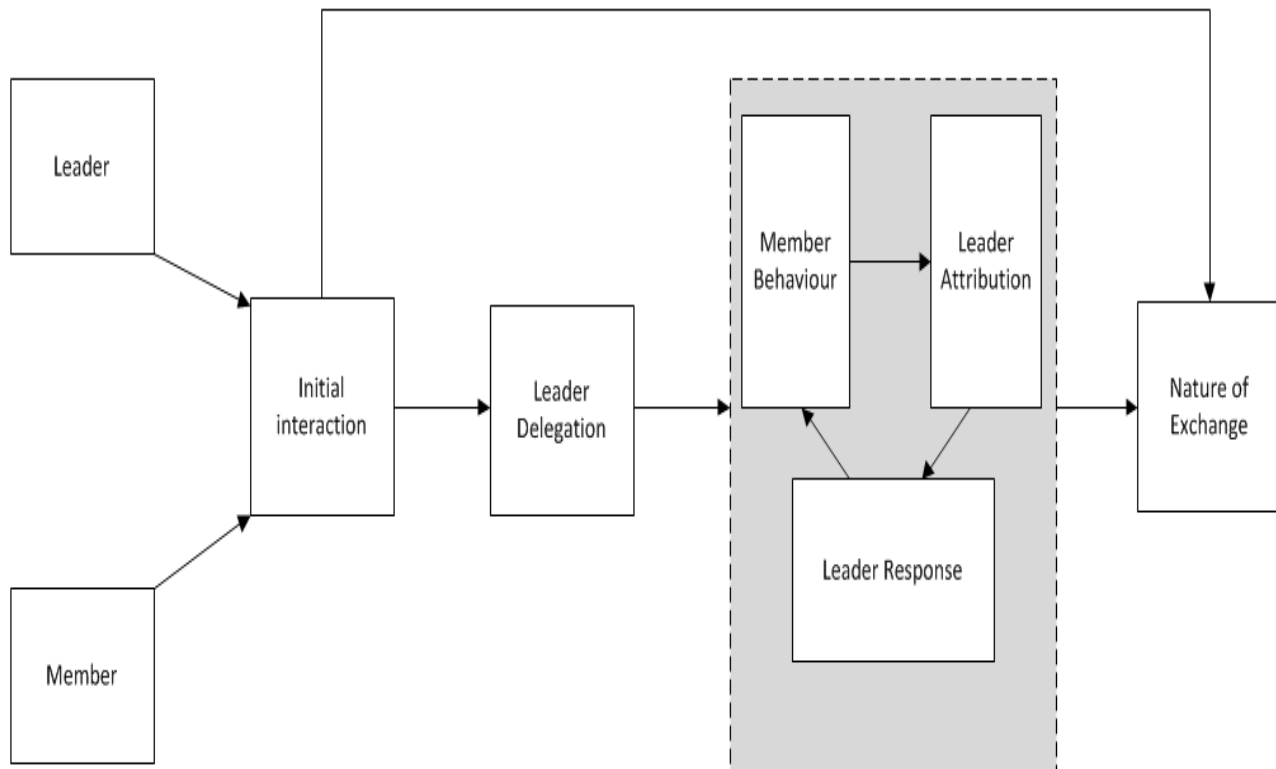 Leader
Member
Initial
interaction
Leader
Delegation
Member
Behaviour
Leader
Attribution
Leader Response
Nature of
Exchange